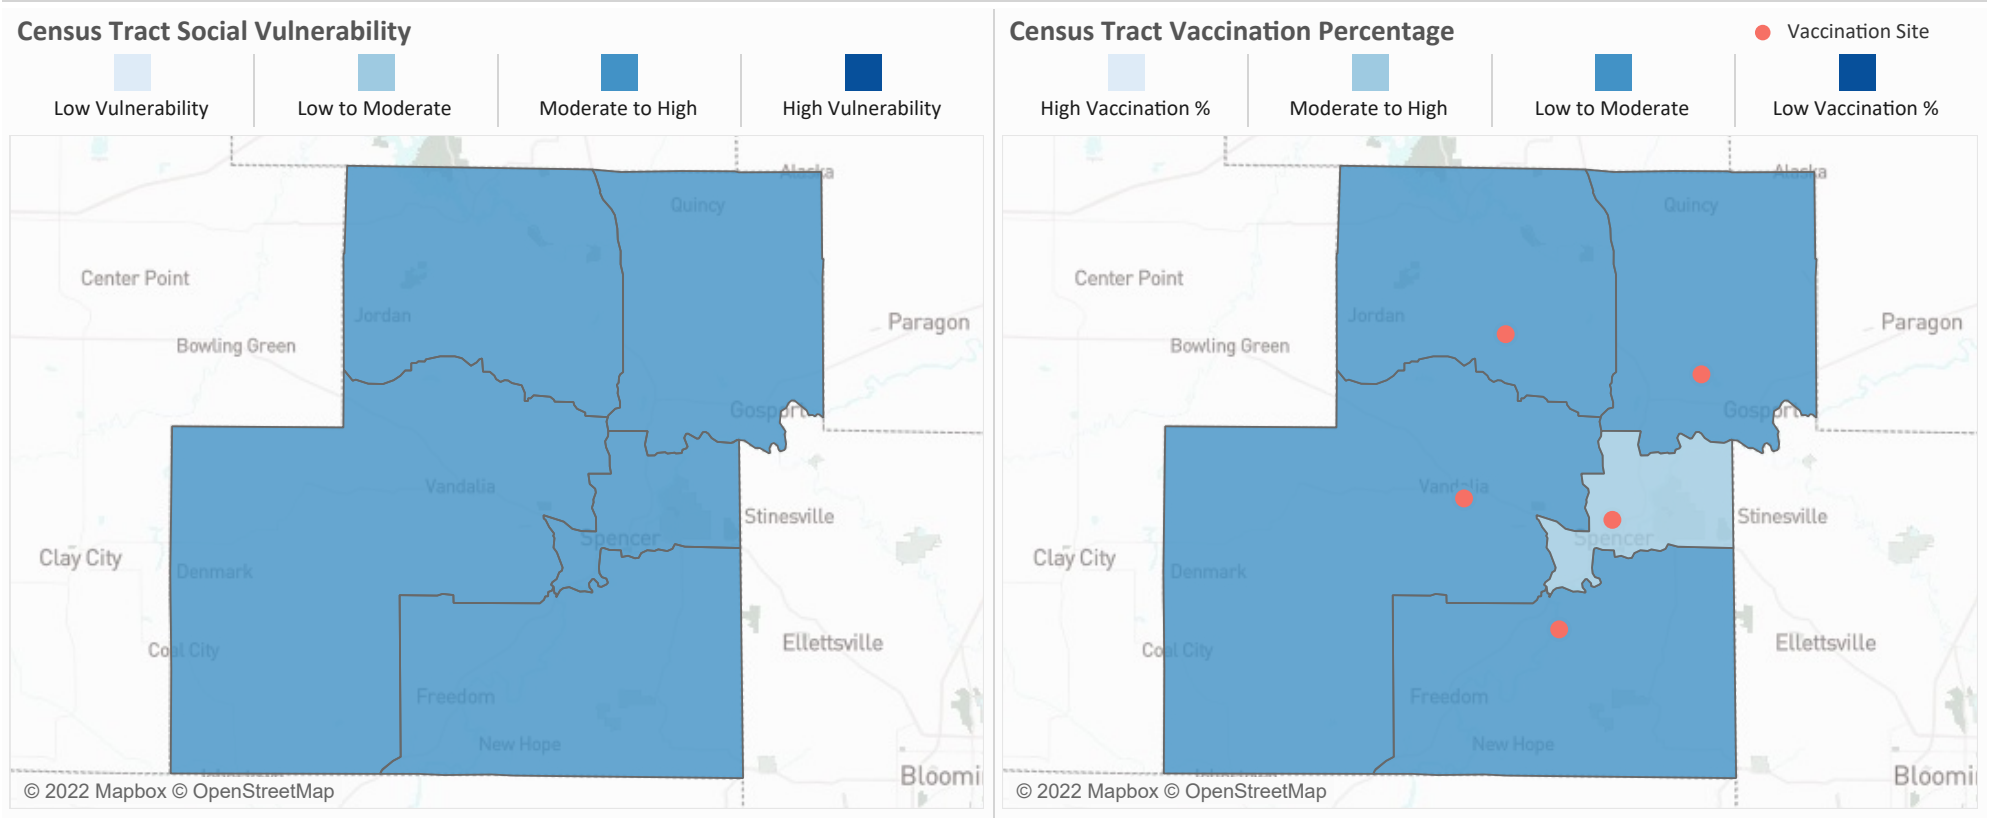 Census Tract Social Vulnerability
Low Vulnerability
Low to Moderate
Moderate to High
High Vulnerability
Alaska
Quincy
Center Point
Jordan
Paragon
Bowling Green
Gosport
Vandalia
Stinesville
Spencer
Clay City
Denmark
Coal City
Ellettsville
Freedom
New Hope
Bloomi
© 2022 Mapbox © OpenStreetMap
Census Tract Vaccination Percentage
Vaccination Site
High Vaccination %
Moderate to High
Low to Moderate
Low Vaccination %
Alaska
Quincy
Center Point
Jordan
Paragon
Bowling Green
Gosport
Vandalia
Stinesville
Spencer
Clay City
Denmark
Coal City
Ellettsville
Freedom
New Hope
Bloomi
© 2022 Mapbox © OpenStreetMap